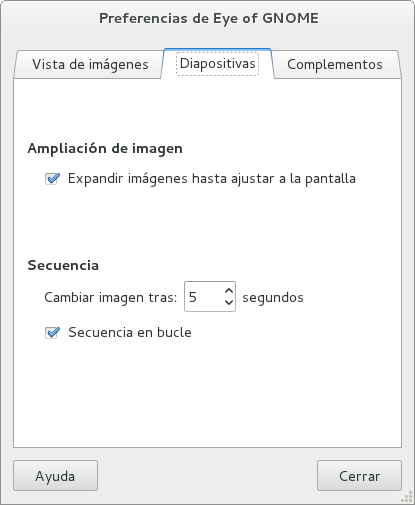 Preferencias de Eye of GNOME
Vista de imágenes Diapositivas Complementos
Ampliación de imagen
Expandir imágenes hasta ajustar a la pantalla
Secuencia
Cambiar imagen tras: 5 segundos
Secuencia en bucle
Ayuda Cerrar